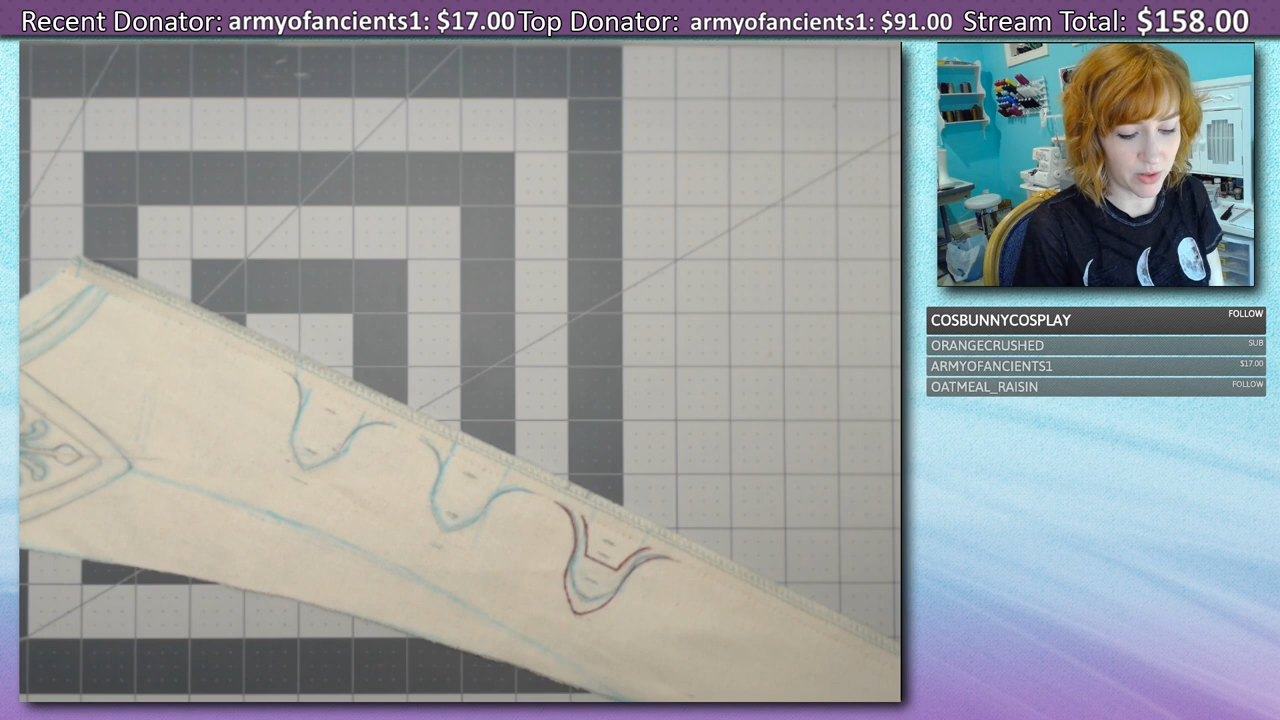 Recent Donator: armyofancients1: $17.00 Top Donator: armyofancients1: $91.00 Stream Total: $158.00
COSBUNNYCOSPLAY FOLLOW
ORANGECRUSHED SUB
ARMYOFANCIENTS1 $17.00
OATMEAL_RAISIN FOLLOW